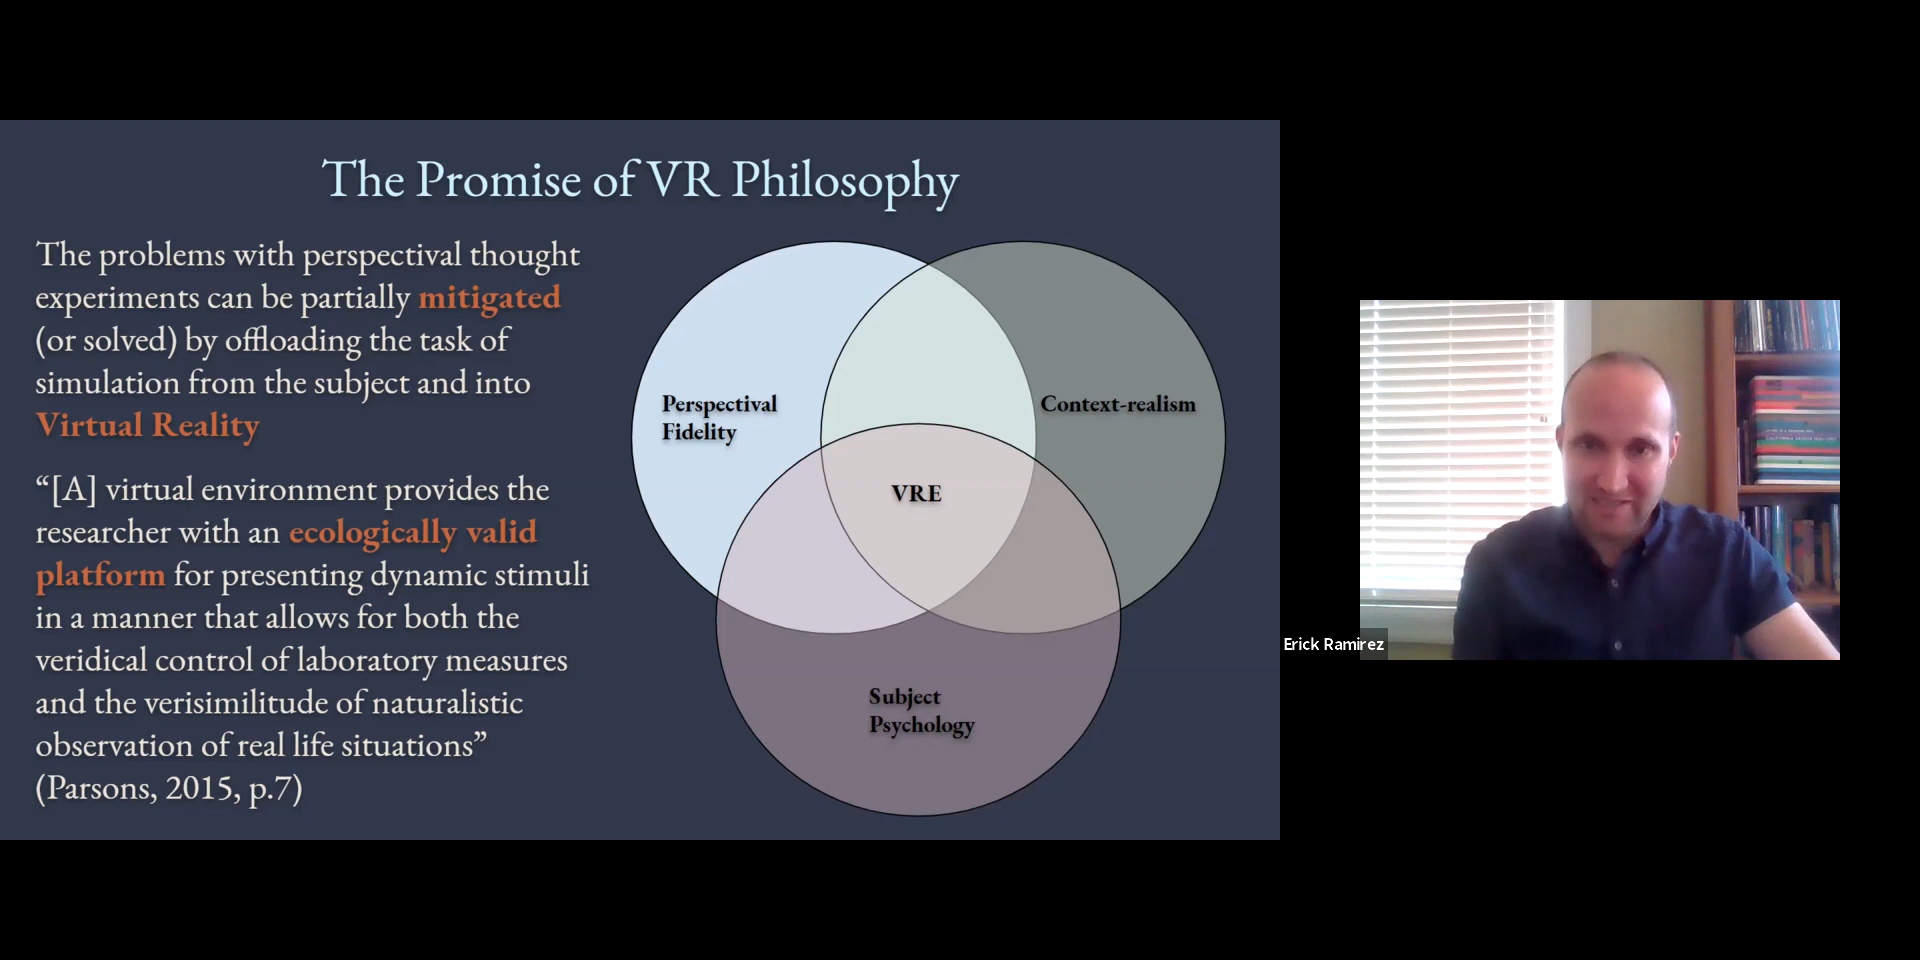 The Promise of VR Philosophy
The problems with perspectival thought
experiments can be partially mitigated
(or solved) by offloading the task of
simulation from the subject and into
Virtual Reality
“[A] virtual environment provides the
researcher with an ecologically valid
platform for presenting dynamic stimuli
in a manner that allows for both the
veridical control of laboratory measures
and the verisimilitude of naturalistic
observation of real life situations”
(Parsons, 2015, p.7)
Perspectival
Fidelity
Context-realism
VRE
Subject
Psychology
Erick Ramirez